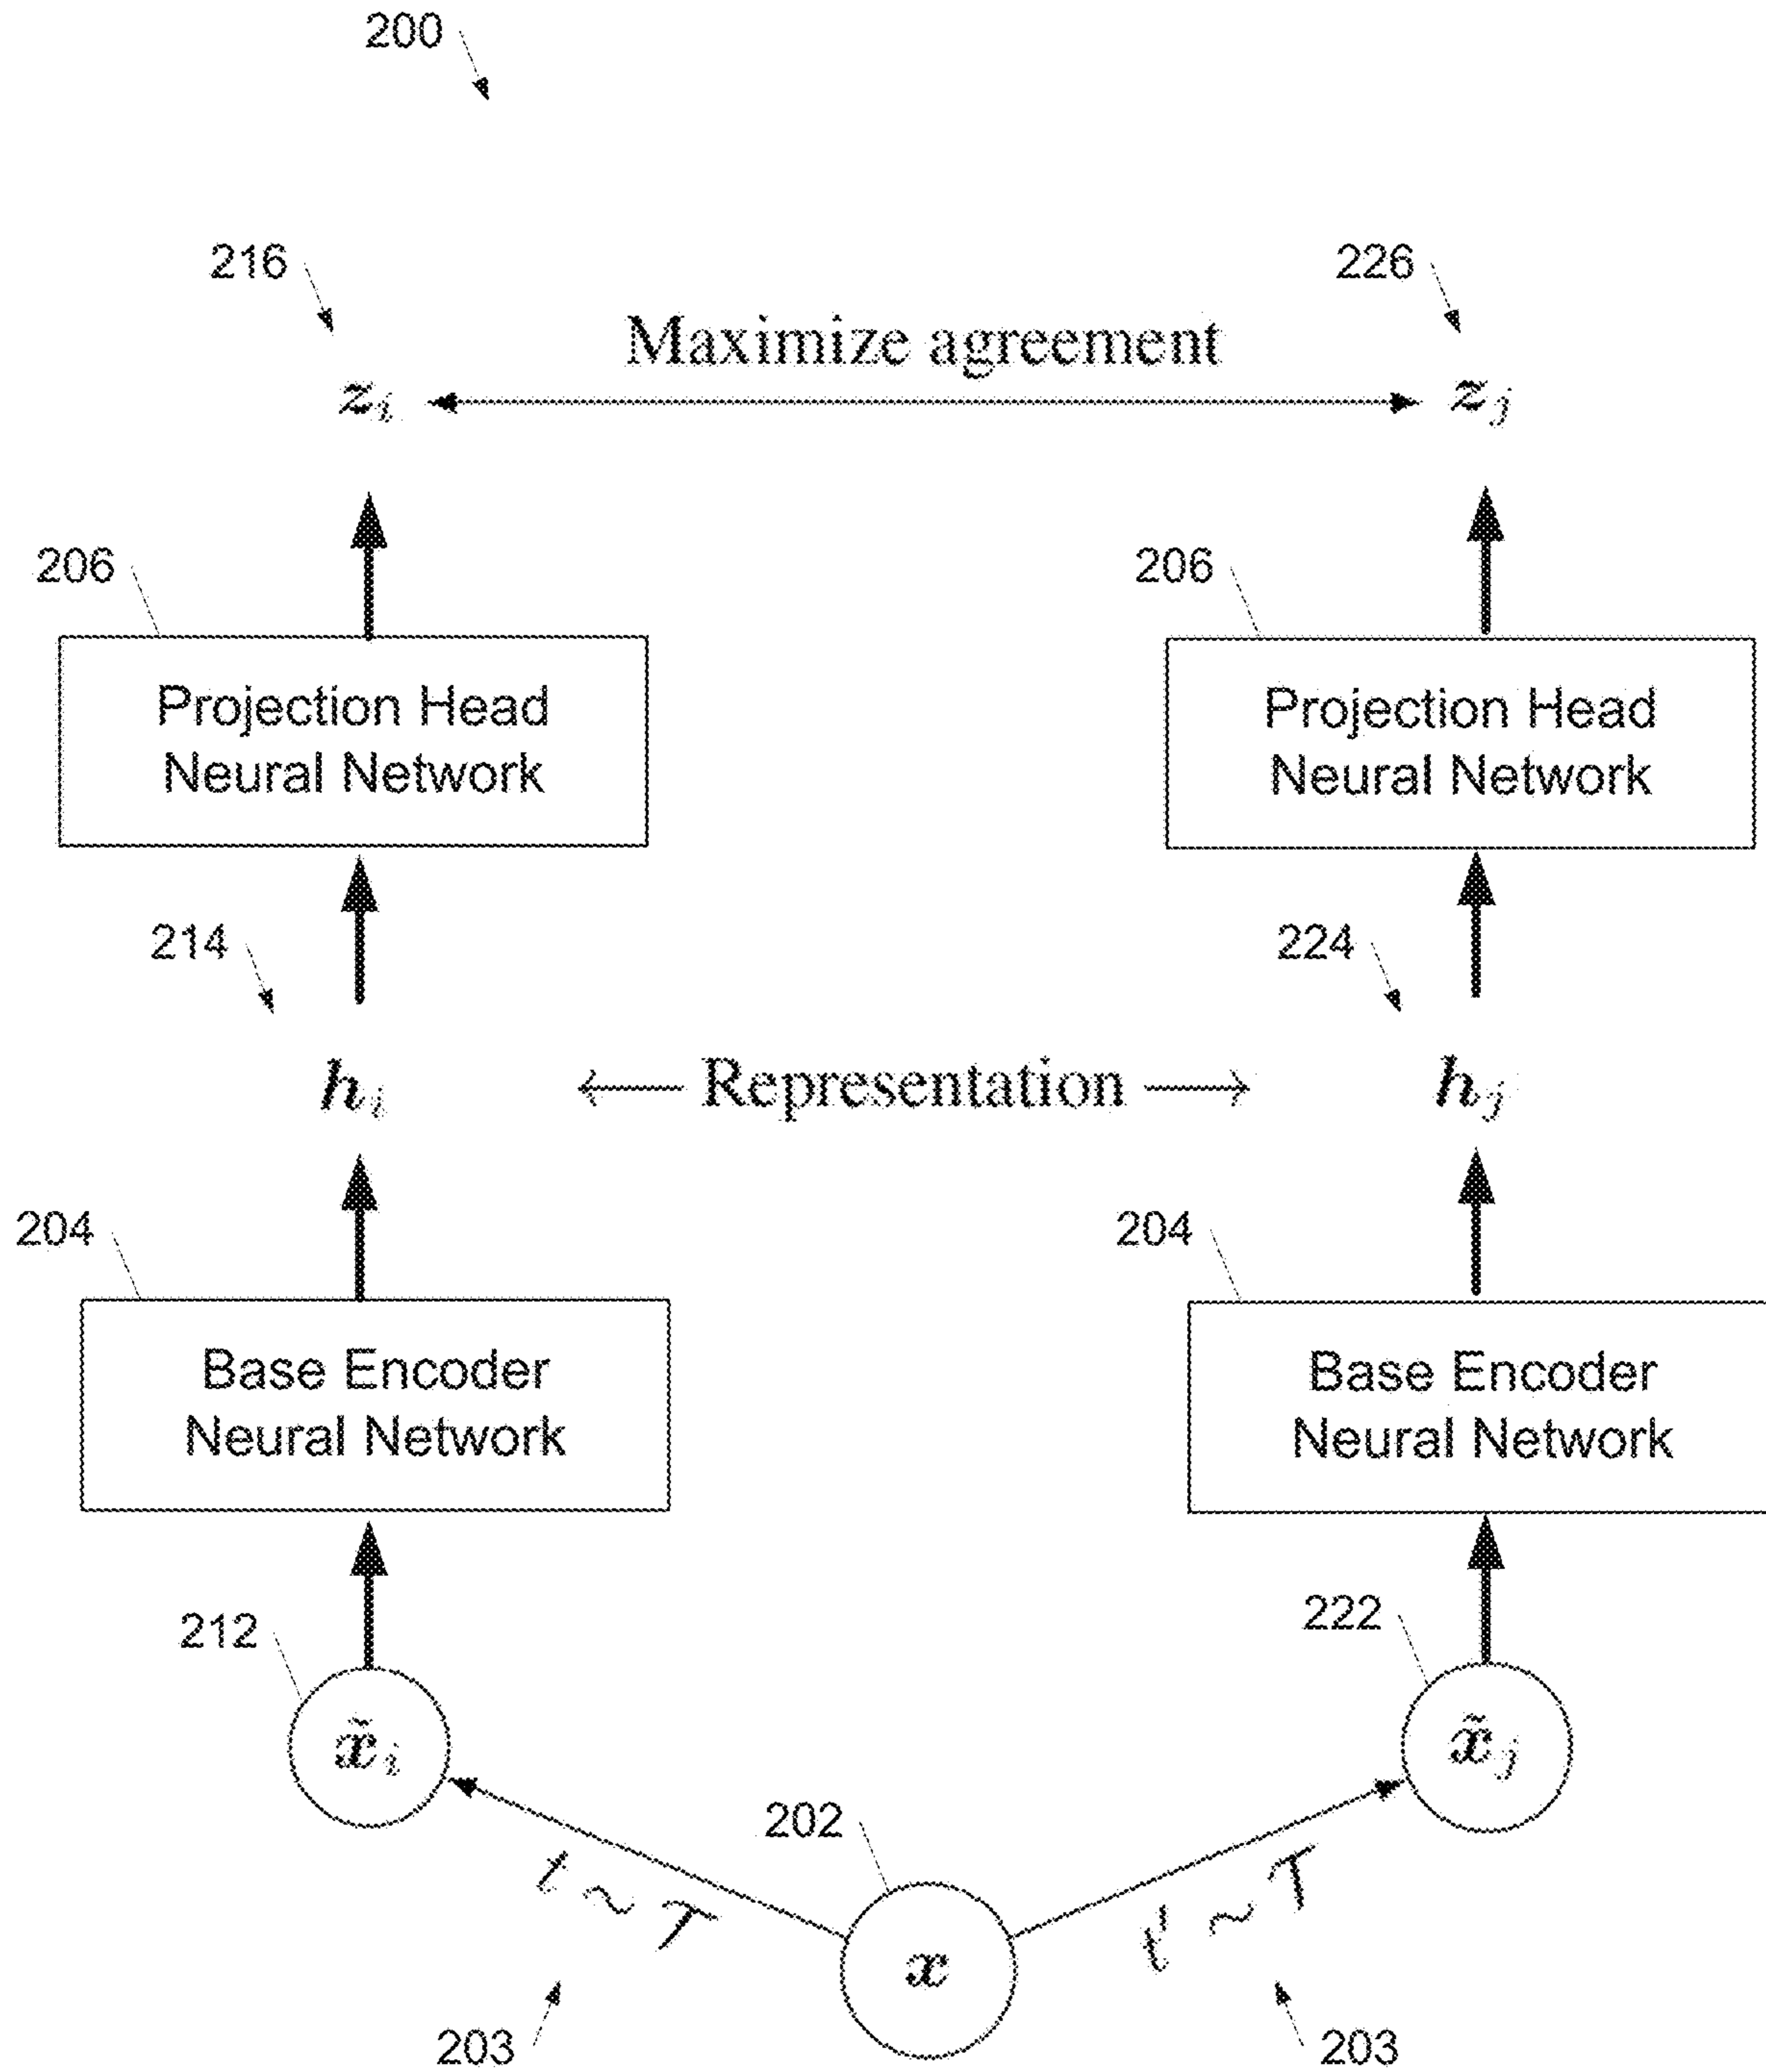 200
216
226
Maximize agreement
z_i
z_j
206
206
Projection Head
Neural Network
Projection Head
Neural Network
214
224
h_i
Representation
h_j
204
204
Base Encoder
Neural Network
Base Encoder
Neural Network
212
222
x̃_i
x̃_j
202
t ~ T
t' ~ T
x
203
203